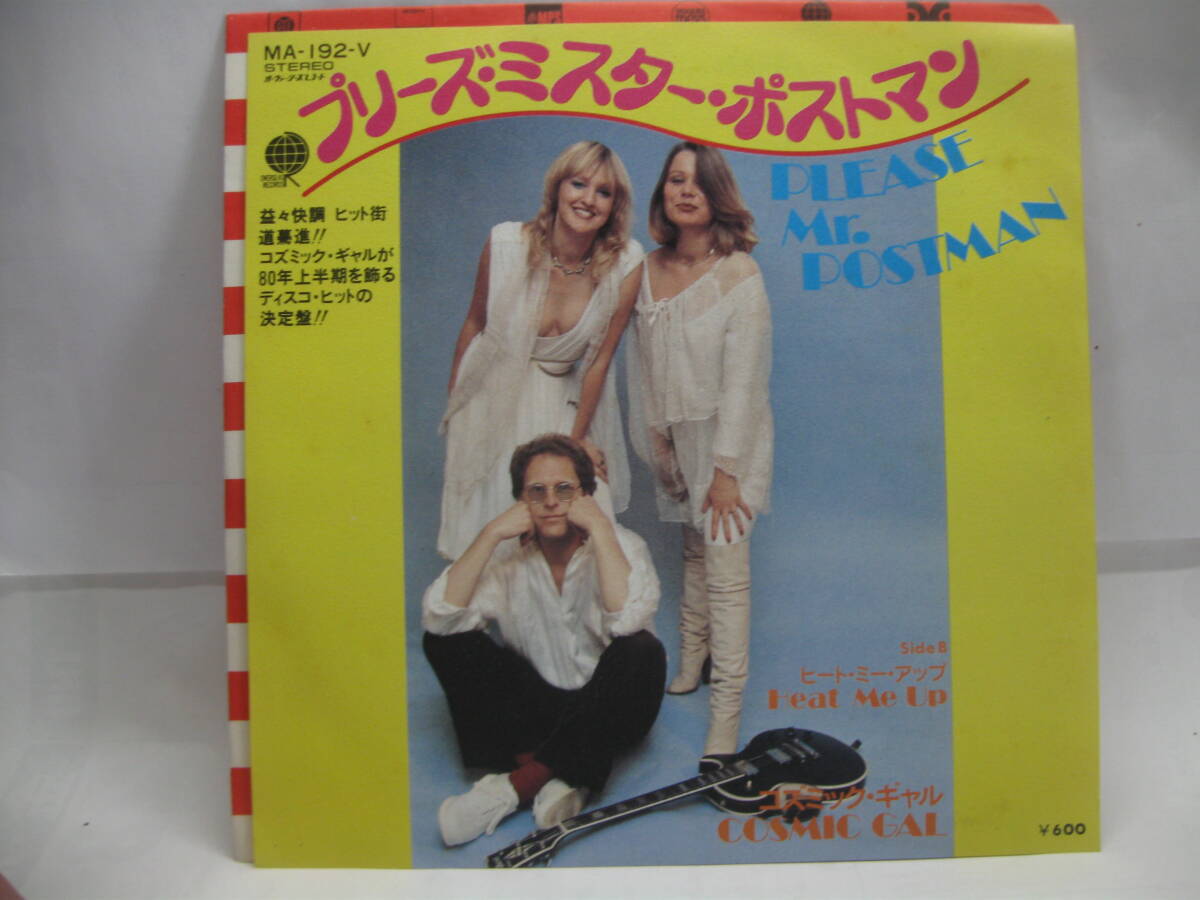 MPS
MA-192-V
STEREO
プリーズ・ミスター・ポストマン
OVERSEAS
RECORDS
PLEASE
Mr.
POSTMAN
益々快調 ヒット街
道驀進!!
コズミック・ギャルが
80年上半期を飾る
ディスコ・ヒットの
決定盤!!
Side B
ヒート・ミー・アップ
Heat Me Up
コズミック・ギャル
COSMIC GAL
¥600